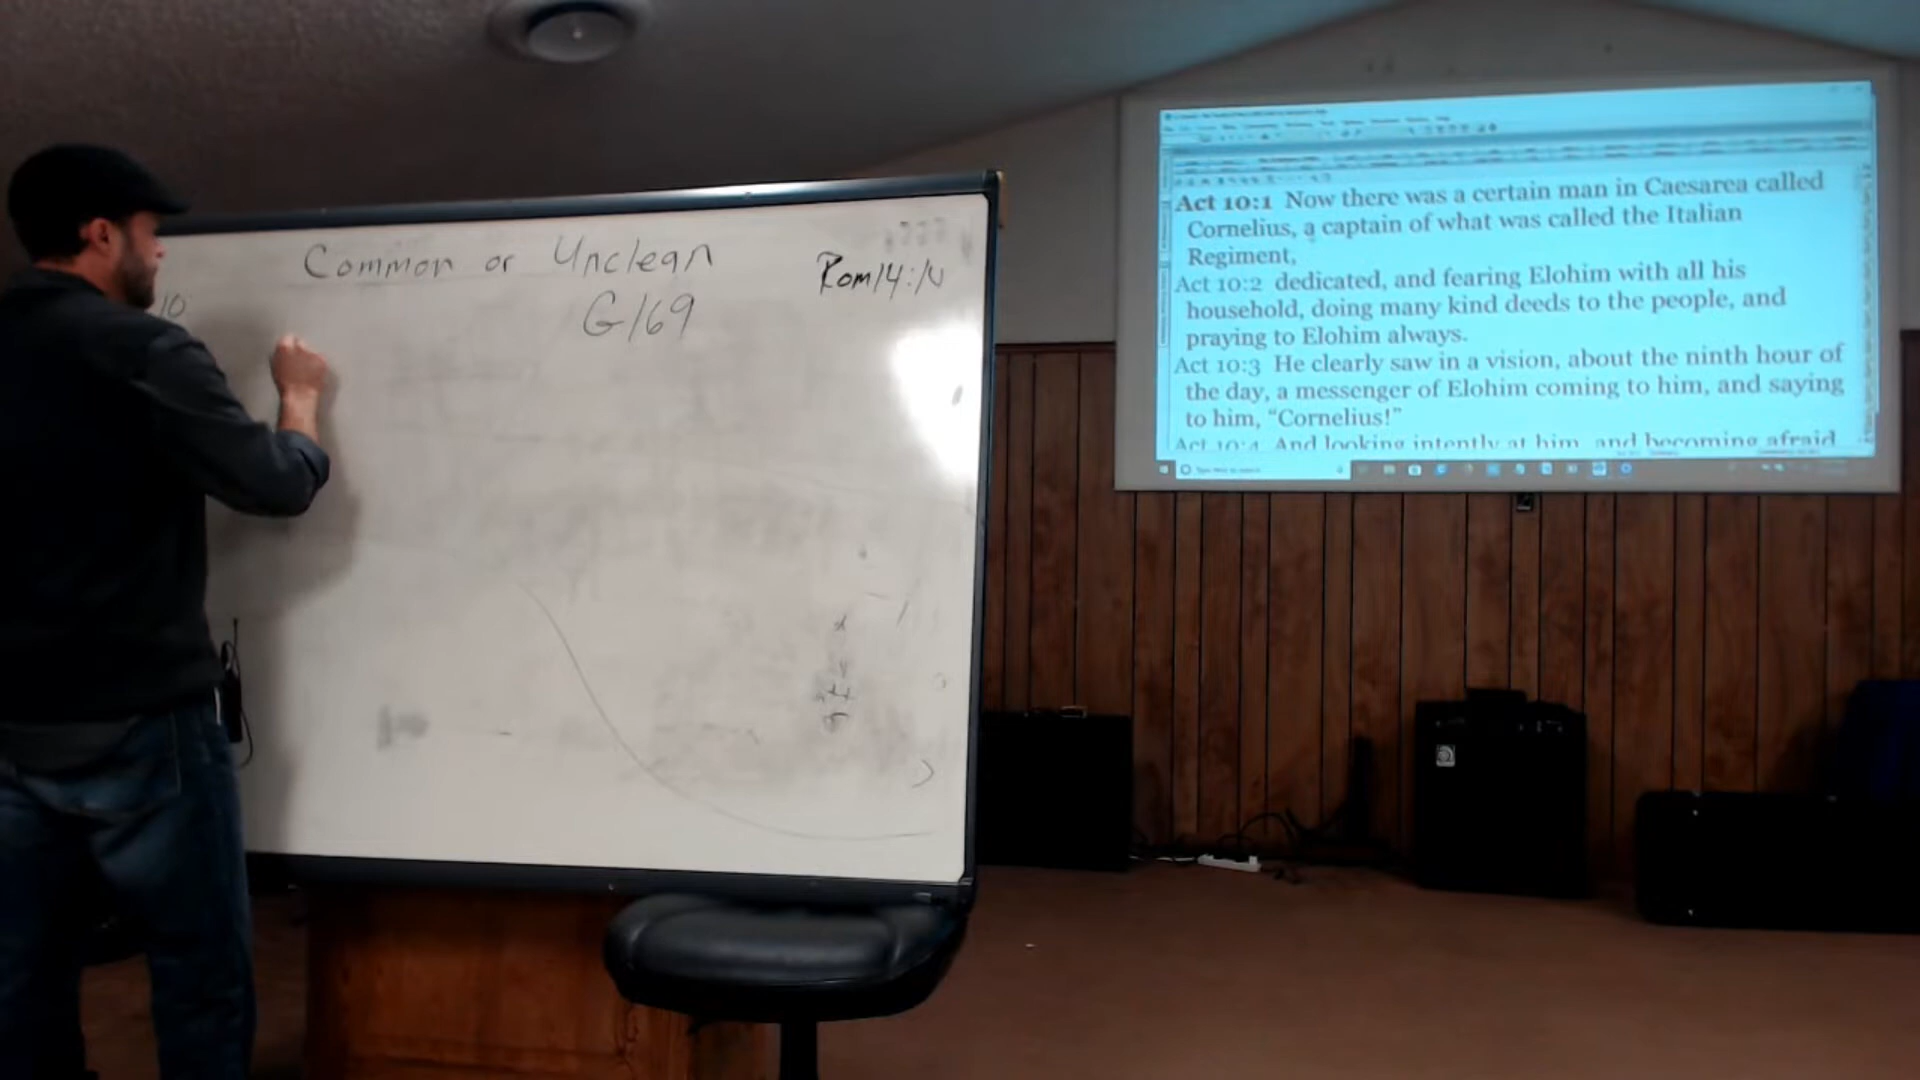 Common or Unclean
Rom 14:14
10
G169
Act 10:1 Now there was a certain man in Caesarea called
Cornelius, a captain of what was called the Italian
Regiment,
Act 10:2 dedicated, and fearing Elohim with all his
household, doing many kind deeds to the people, and
praying to Elohim always.
Act 10:3 He clearly saw in a vision, about the ninth hour of
the day, a messenger of Elohim coming to him, and saying
to him, “Cornelius!”
Act 10:4 And looking intently at him, and becoming afraid